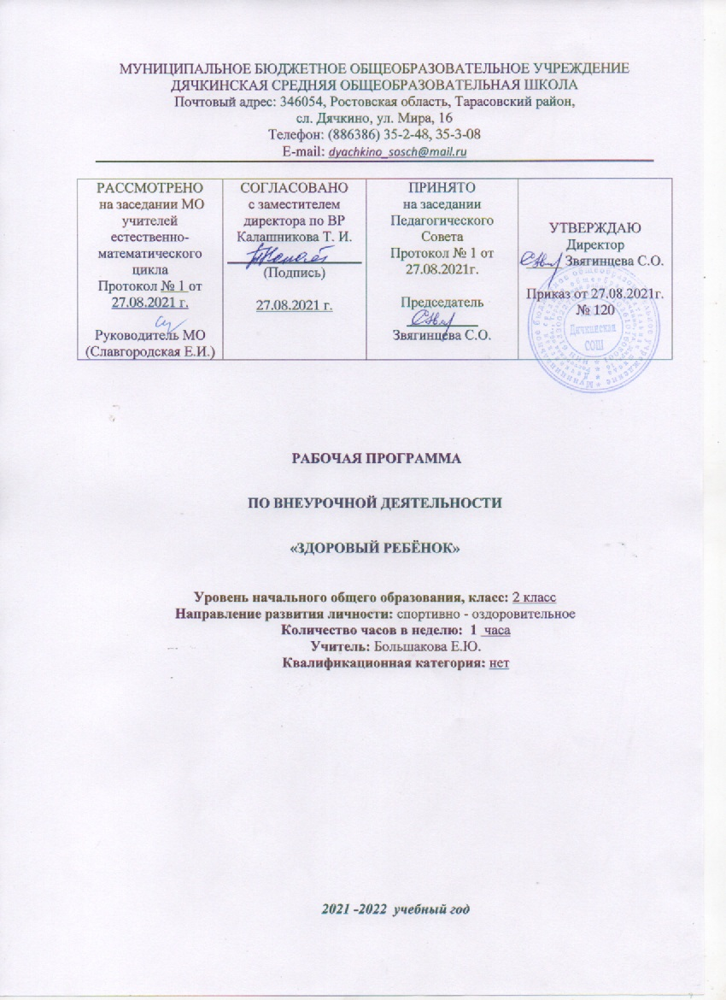 МУНИЦИПАЛЬНОЕ БЮДЖЕТНОЕ ОБЩЕОБРАЗОВАТЕЛЬНОЕ УЧРЕЖДЕНИЕ
ДЯЧКИНСКАЯ СРЕДНЯЯ ОБЩЕОБРАЗОВАТЕЛЬНАЯ ШКОЛА
Почтовый адрес: 346054, Ростовская область, Тарасовский район,
сл. Дячкино, ул. Мира, 16
Телефон: (886386) 35-2-48, 35-3-08
E-mail: dyachkino_sosch@mail.ru
РАССМОТРЕНО
на заседании МО
учителей
естественно-
математического
цикла
Протокол № 1 от
27.08.2021 г.
Руководитель МО
(Славгородская Е.И.)
СОГЛАСОВАНО
с заместителем
директора по ВР
Калашникова Т. И.
(Подпись)
27.08.2021 г.
ПРИНЯТО
на заседании
Педагогического
Совета
Протокол № 1 от
27.08.2021г.
Председатель
Звягинцева С.О.
УТВЕРЖДАЮ
Директор
Звягинцева С.О.
Приказ от 27.08.2021г.
№ 120
Дячкинская
СОШ
РАБОЧАЯ ПРОГРАММА
ПО ВНЕУРОЧНОЙ ДЕЯТЕЛЬНОСТИ
«ЗДОРОВЫЙ РЕБЁНОК»
Уровень начального общего образования, класс: 2 класс
Направление развития личности: спортивно - оздоровительное
Количество часов в неделю: 1 часа
Учитель: Большакова Е.Ю.
Квалификационная категория: нет
2021 -2022 учебный год